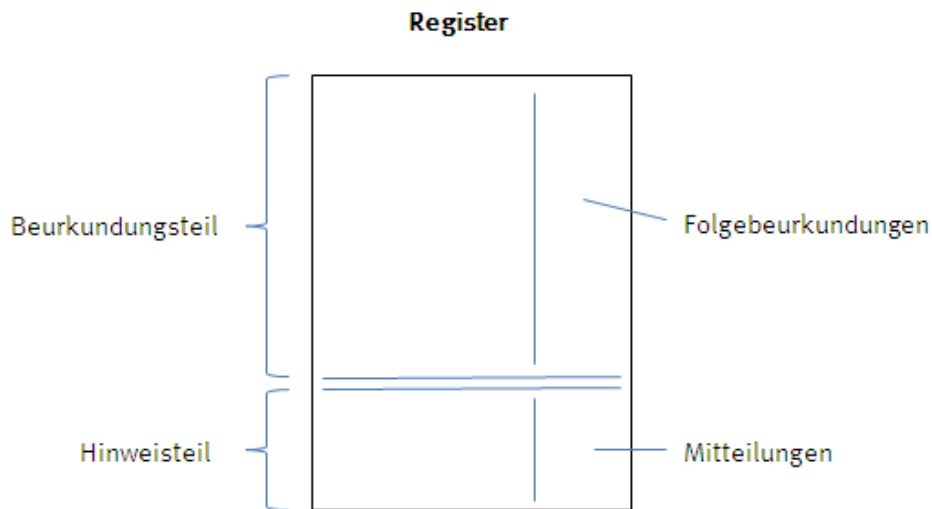 Register
Beurkundungsteil
Folgebeurkundungen
Hinweisteil
Mitteilungen